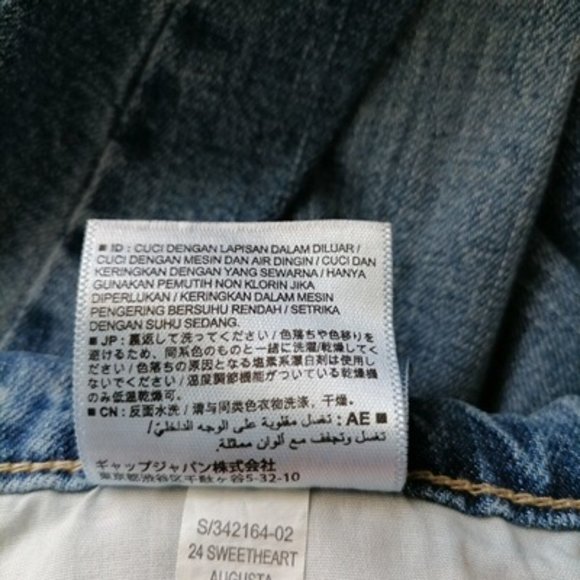 ■ ID : CUCI DENGAN LAPISAN DALAM DILUAR /
CUCI DENGAN MESIN DAN AIR DINGIN / CUCI DAN
KERINGKAN DENGAN YANG SEWARNA / HANYA
GUNAKAN PEMUTIH NON KLORIN JIKA
DIPERLUKAN / KERINGKAN DALAM MESIN
PENGERING BERSUHU RENDAH / SETRIKA
DENGAN SUHU SEDANG.
■ JP : 裏返して洗ってください / 色落ちや色移りを
避けるため、同系色のものと一緒に洗濯/乾燥してく
ださい / 色落ちの原因となる塩素系漂白剤は使用し
ないでください / 温度調節機能がついている乾燥機
のみ低温乾燥可。
■ CN : 反面水洗 / 请与同类色衣物洗涤、干燥。
■ AE : تغسل مقلوبة على الوجه الداخلي/
تغسل وتجفف مع ألوان مماثلة.
ギャップジャパン株式会社
東京都渋谷区千駄ヶ谷5-32-10
S/342164-02
24 SWEETHEART
AUGUSTA